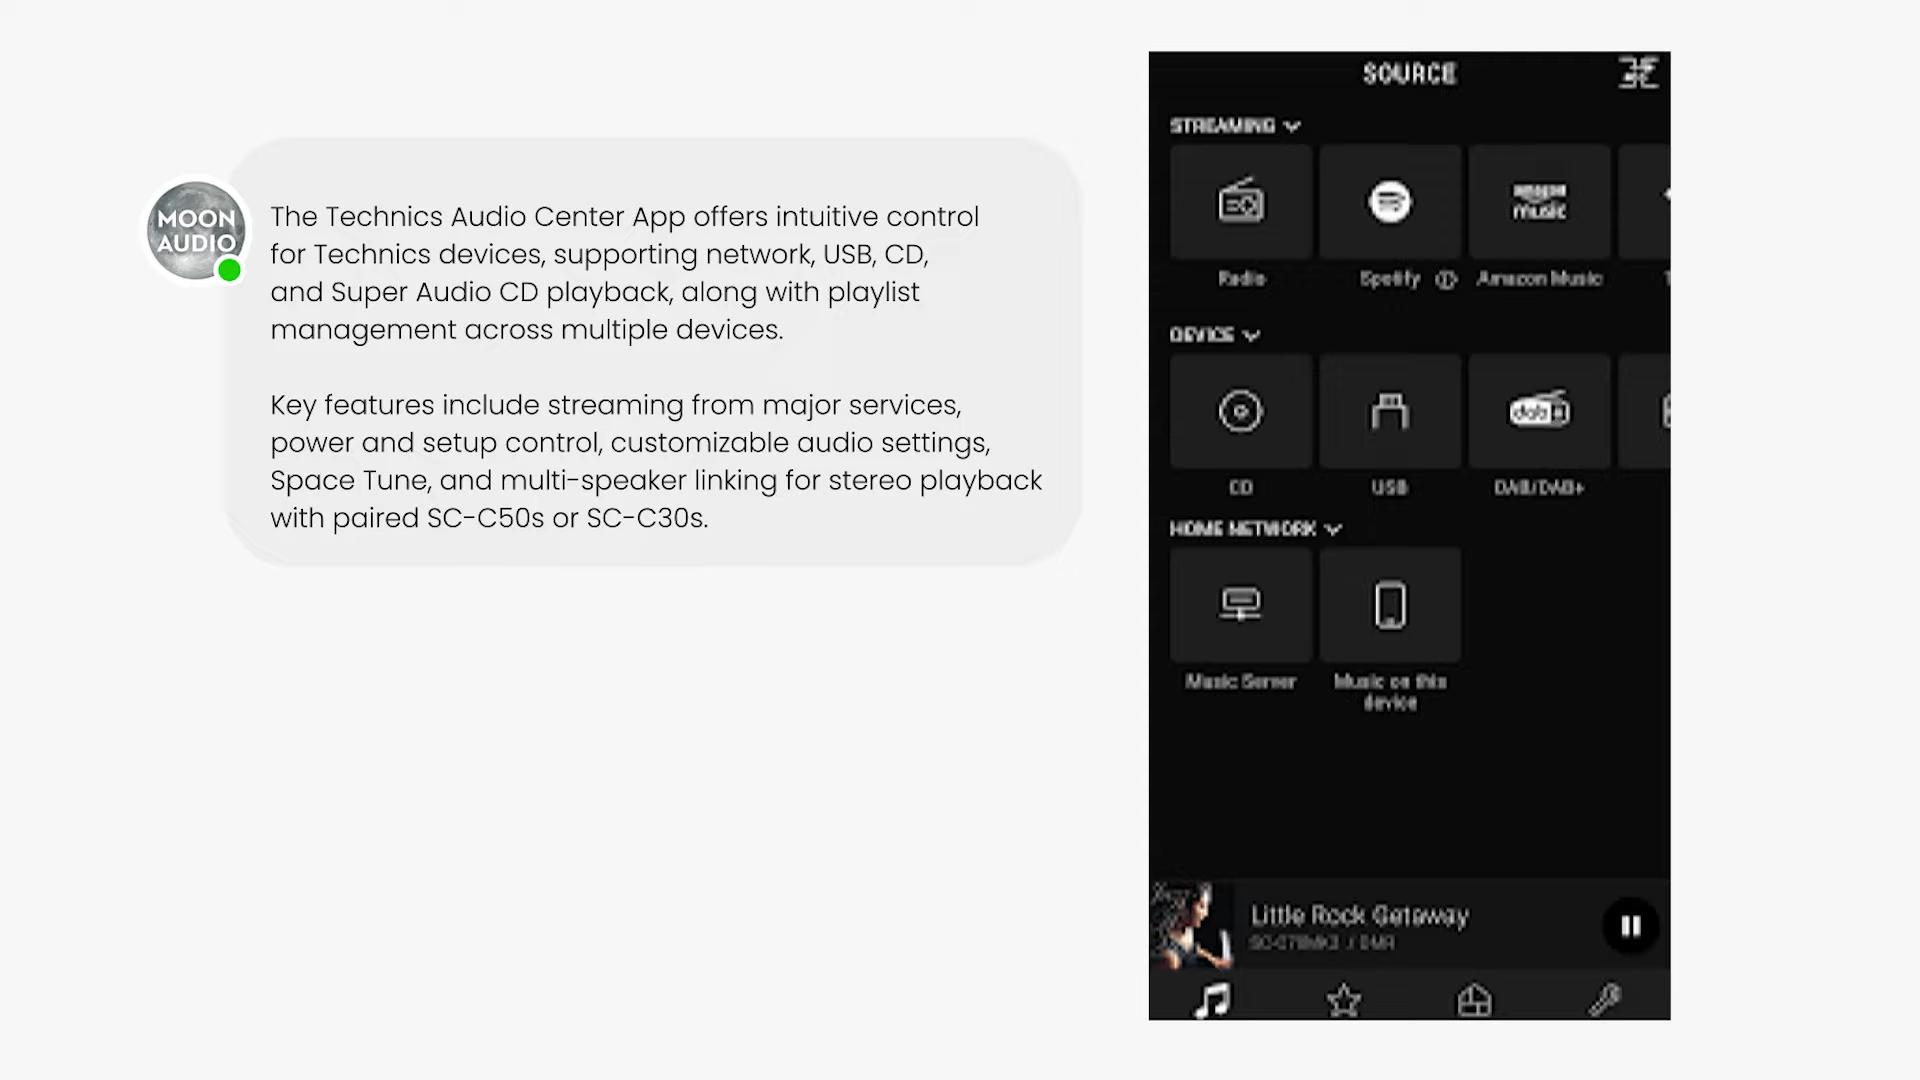 MOON
AUDIO
The Technics Audio Center App offers intuitive control
for Technics devices, supporting network, USB, CD,
and Super Audio CD playback, along with playlist
management across multiple devices.
Key features include streaming from major services,
power and setup control, customizable audio settings,
Space Tune, and multi-speaker linking for stereo playback
with paired SC-C50s or SC-C30s.
SOURCE
STREAMING
amazon
music
Radio
Spotify
Amazon Music
DEVICE
dab
CD
USB
DAB/DAB+
HOME NETWORK
Music Server
Music on this
device
Little Rock Getaway